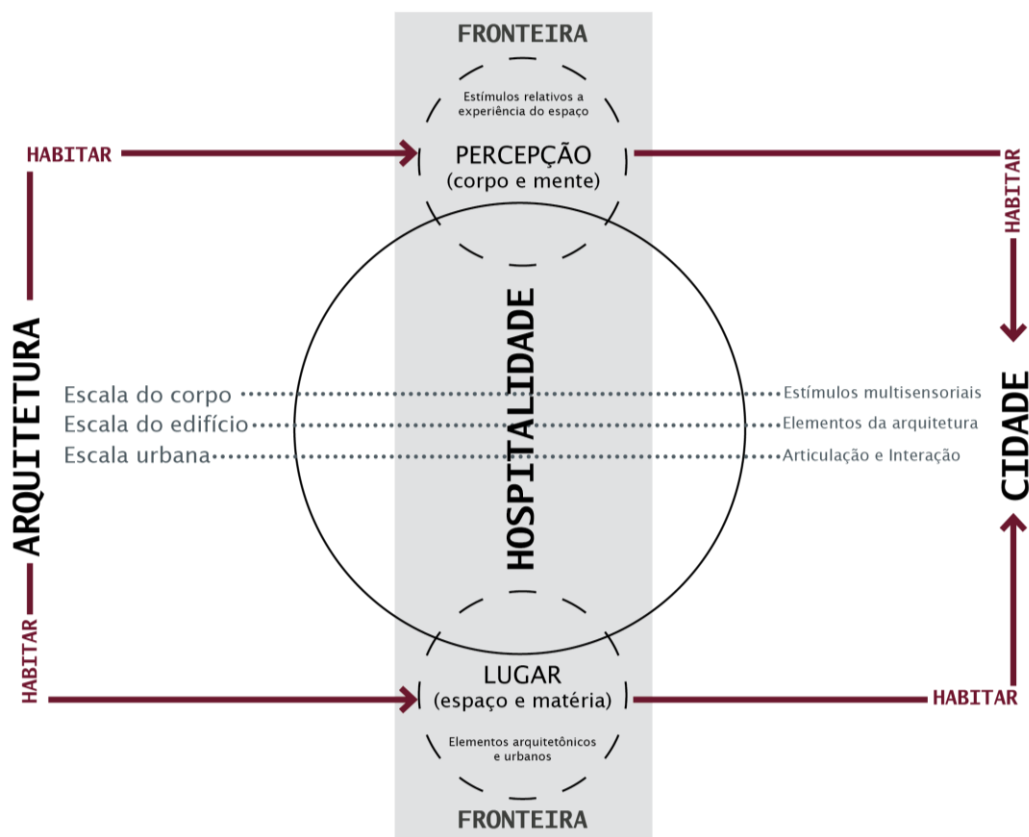 FRONTEIRA
Estímulos relativos a
experiência do espaço
PERCEPÇÃO
(corpo e mente)
HABITAR
HABITAR
ARQUITETURA
HOSPITALIDADE
CIDADE
Escala do corpo
Estímulos multisensoriais
Escala do edifício
Elementos da arquitetura
Escala urbana
Articulação e Interação
HABITAR
LUGAR
(espaço e matéria)
HABITAR
Elementos arquitetônicos
e urbanos
FRONTEIRA